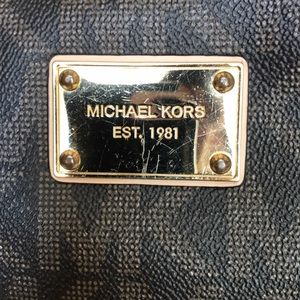 MICHAEL KORS
EST. 1981